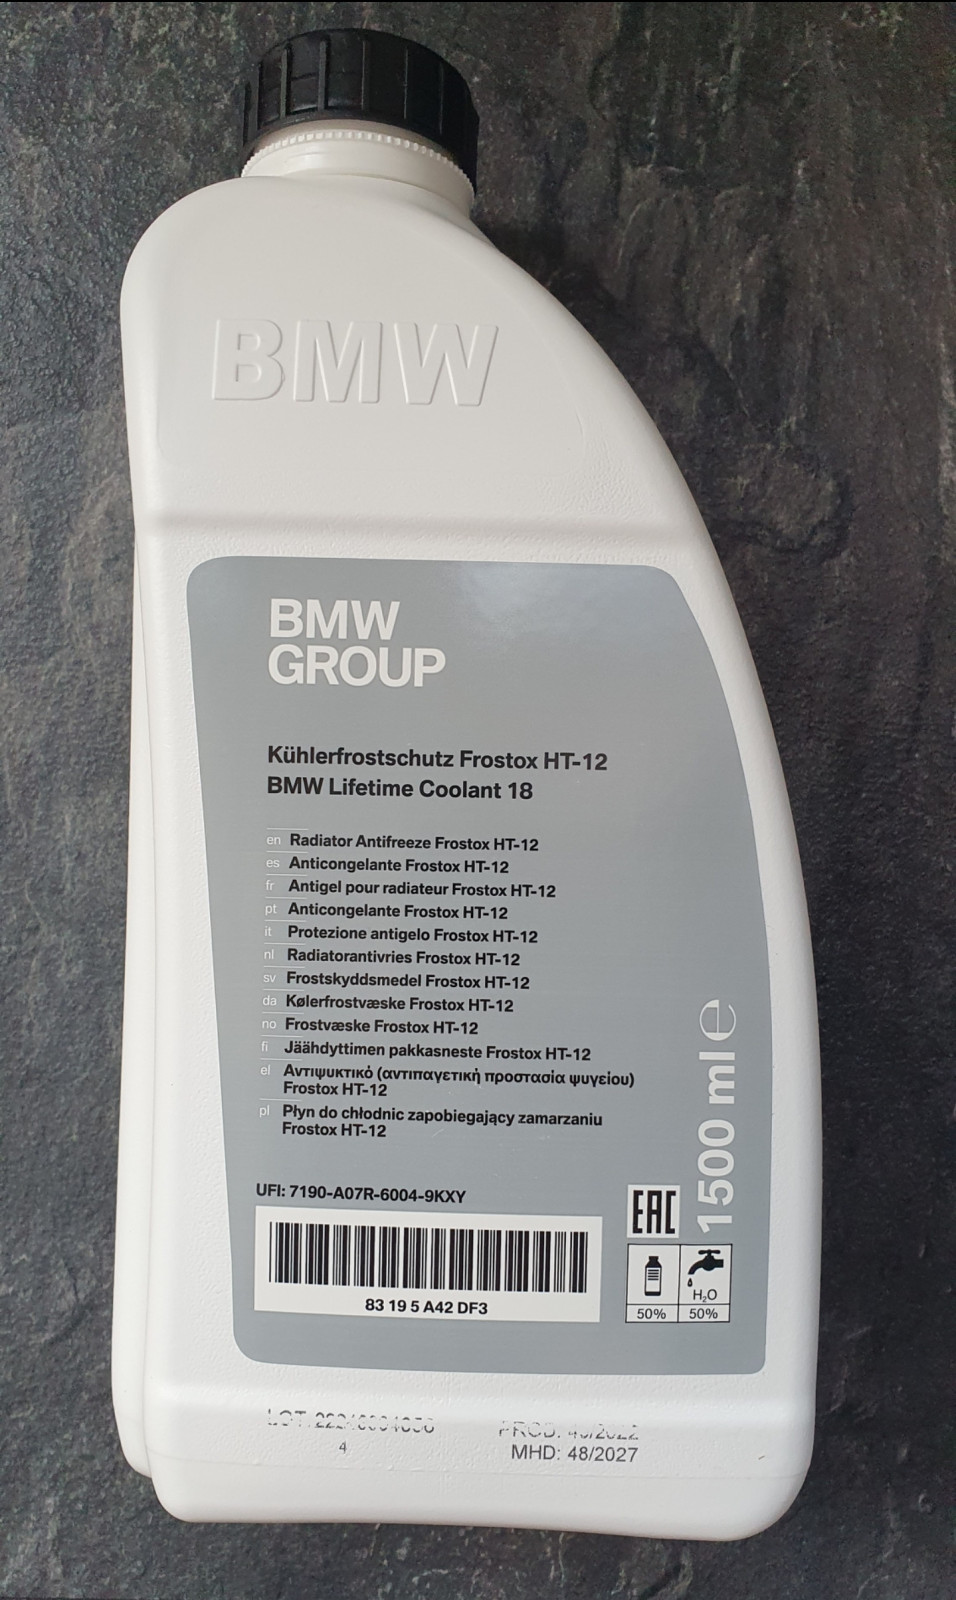 BMW
BMW
GROUP
Kühlerfrostschutz Frostox HT-12
BMW Lifetime Coolant 18
en Radiator Antifreeze Frostox HT-12
es Anticongelante Frostox HT-12
fr Antigel pour radiateur Frostox HT-12
pt Anticongelante Frostox HT-12
it Protezione antigelo Frostox HT-12
nl Radiatorantivries Frostox HT-12
sv Frostskyddsmedel Frostox HT-12
da Kølerfrostvæske Frostox HT-12
no Frostvæske Frostox HT-12
fi Jäähdyttimen pakkasneste Frostox HT-12
el Αντιψυκτικό (αντιπαγετική προστασία ψυγείου)
Frostox HT-12
pl Płyn do chłodnic zapobiegający zamarzaniu
Frostox HT-12
1500 ml e
UFI: 7190-A07R-6004-9KXY
EAC
H₂O
50% 50%
83 19 5 A42 DF3
LOT:
4
PROD:
MHD: 48/2027